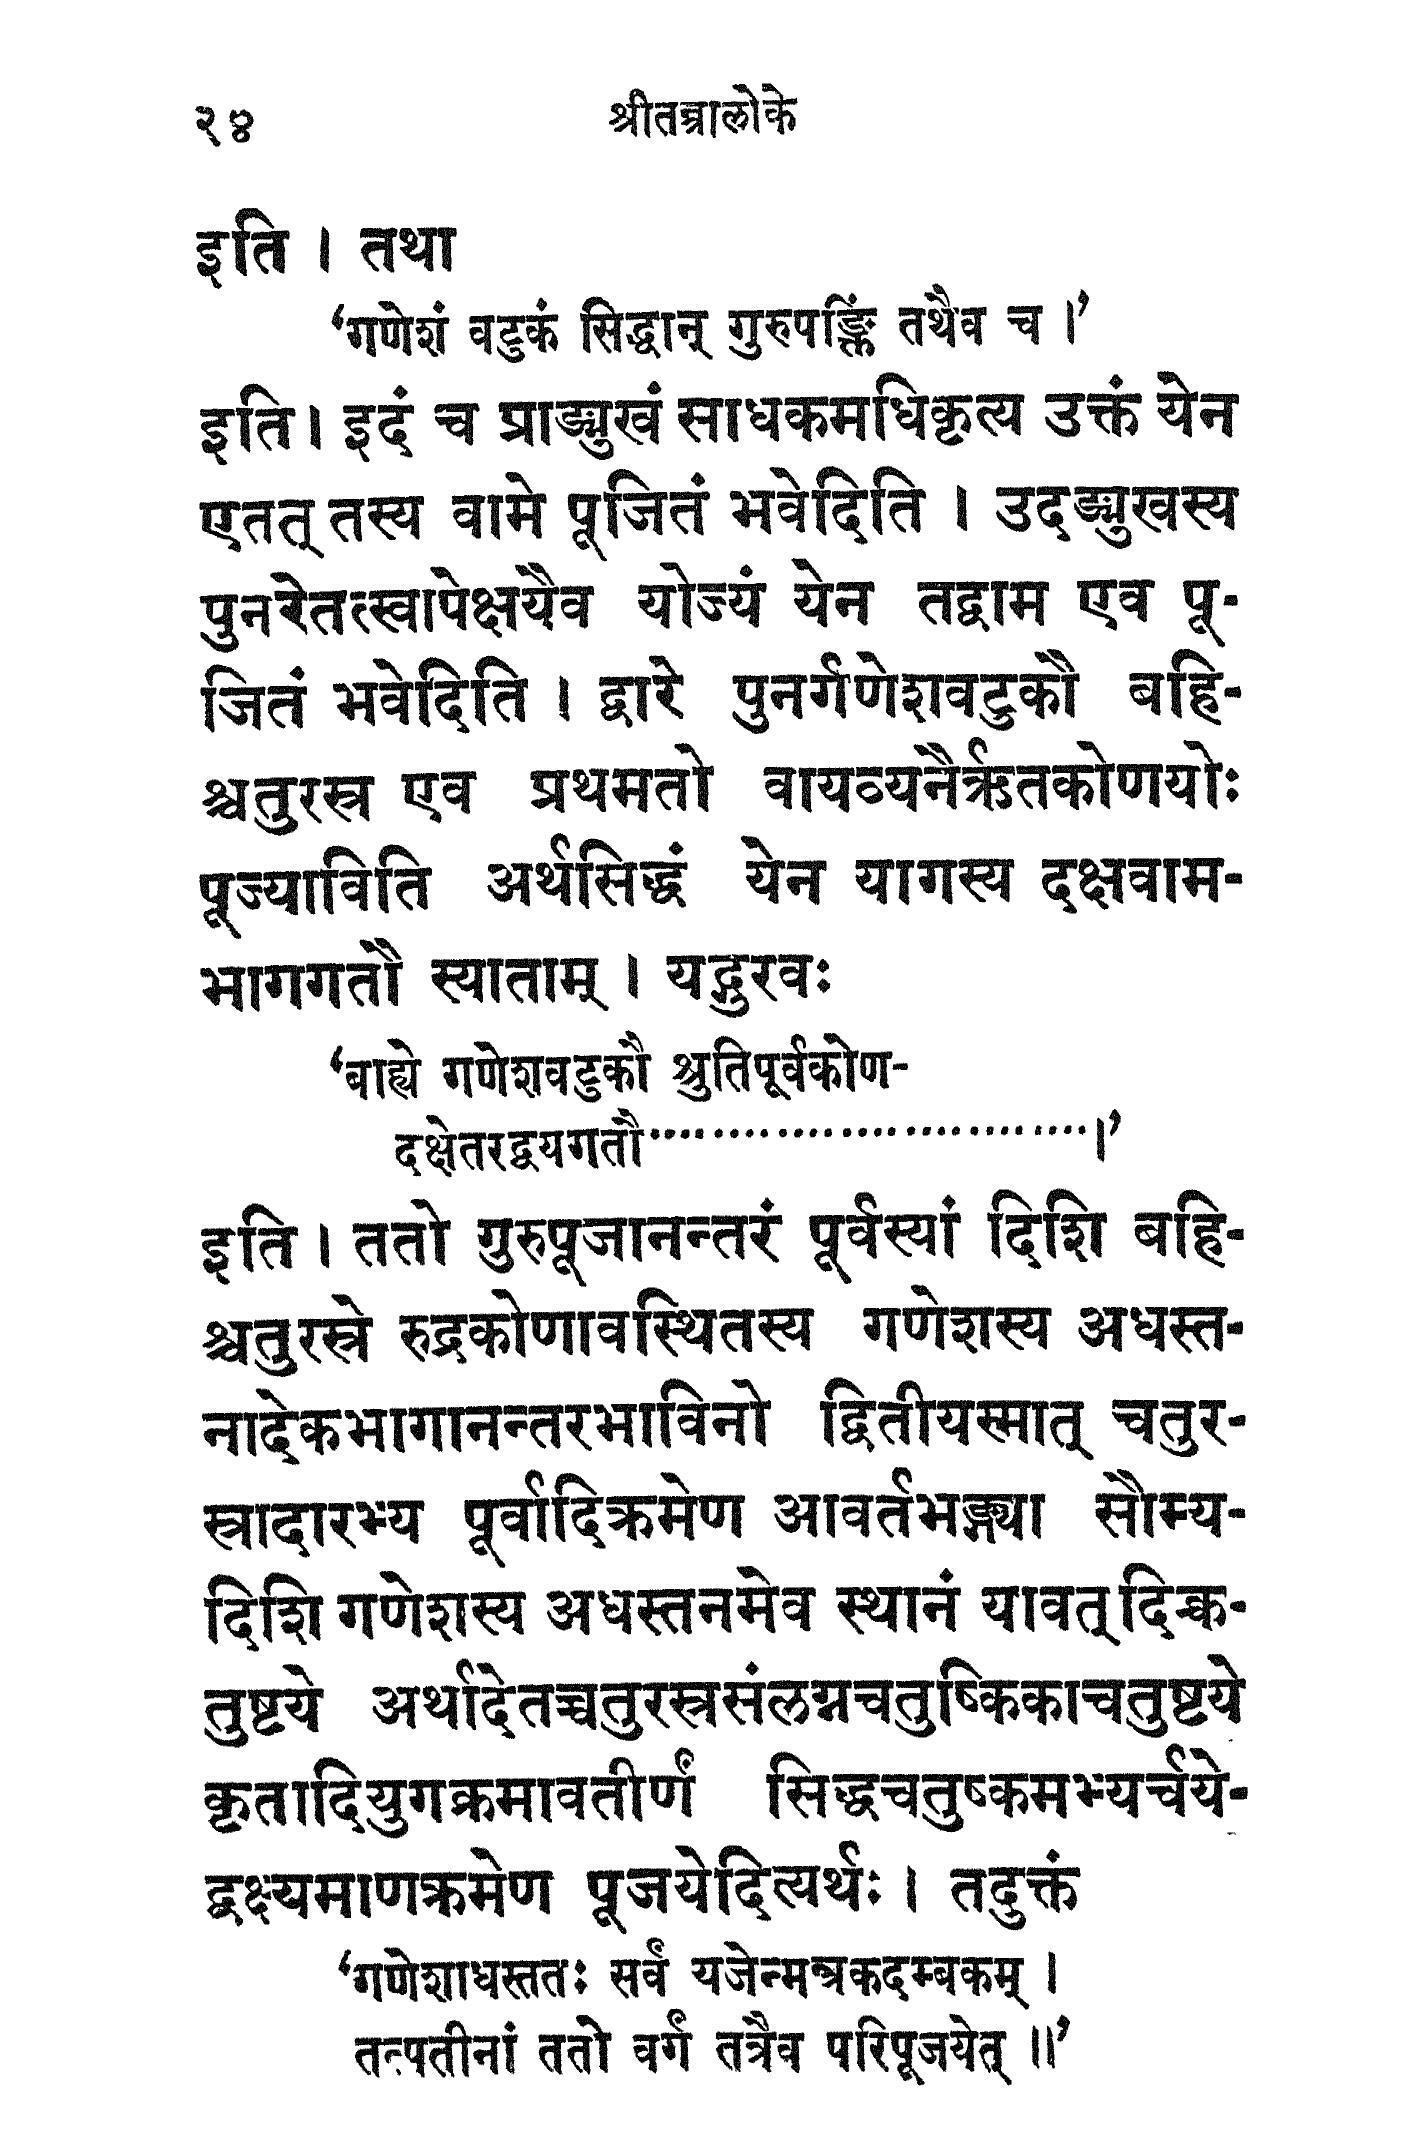 २४ श्रीतन्त्रालोके
इति । तथा
‘गणेशं वटुकं सिद्धान् गुरुपङ्क्तिं तथैव च ।’
इति । इदं च प्राङ्मुखं साधकमधिकृत्य उक्तं येन
एतत् तस्य वामे पूजितं भवेदिति । उदङ्मुखस्य
पुनरेतत्स्वापेक्षयैव योज्यं येन तद्वाम एव पू-
जितं भवेदिति । द्वारे पुनर्गणेशवटुकौ बहि-
श्चतुरस्र एव प्रथमतो वायव्यनैर्ऋतकोणयोः
पूज्याविति अर्थसिद्धं येन यागस्य दक्षवाम-
भागगतौ स्याताम् । यद्गुरवः
‘बाह्ये गणेशवटुकौ श्रुतिपूर्वकोण-
दक्षेतरद्वयगतौ............................।’
इति । ततो गुरुपूजानन्तरं पूर्वस्यां दिशि बहि-
श्चतुरस्रे रुद्रकोणावस्थितस्य गणेशस्य अधस्त-
नादेकभागानन्तरभाविनो द्वितीयस्मात् चतुर-
स्रादारभ्य पूर्वादिक्रमेण आवर्तभङ्ग्या सौम्य-
दिशि गणेशस्य अधस्तनमेव स्थानं यावत् दिक्च-
तुष्टये अर्थादेतच्चतुरस्रसंलग्नचतुष्किकाचतुष्टये
कृतादियुगक्रमावतीर्णं सिद्धचतुष्कमभ्यर्चये-
द्वक्ष्यमाणक्रमेण पूजयेदित्यर्थः । तदुक्तं
‘गणेशाधस्ततः सर्वं यजेन्मन्त्रकदम्बकम् ।
तत्पतीनां ततो वर्गं तत्रैव परिपूजयेत् ॥’